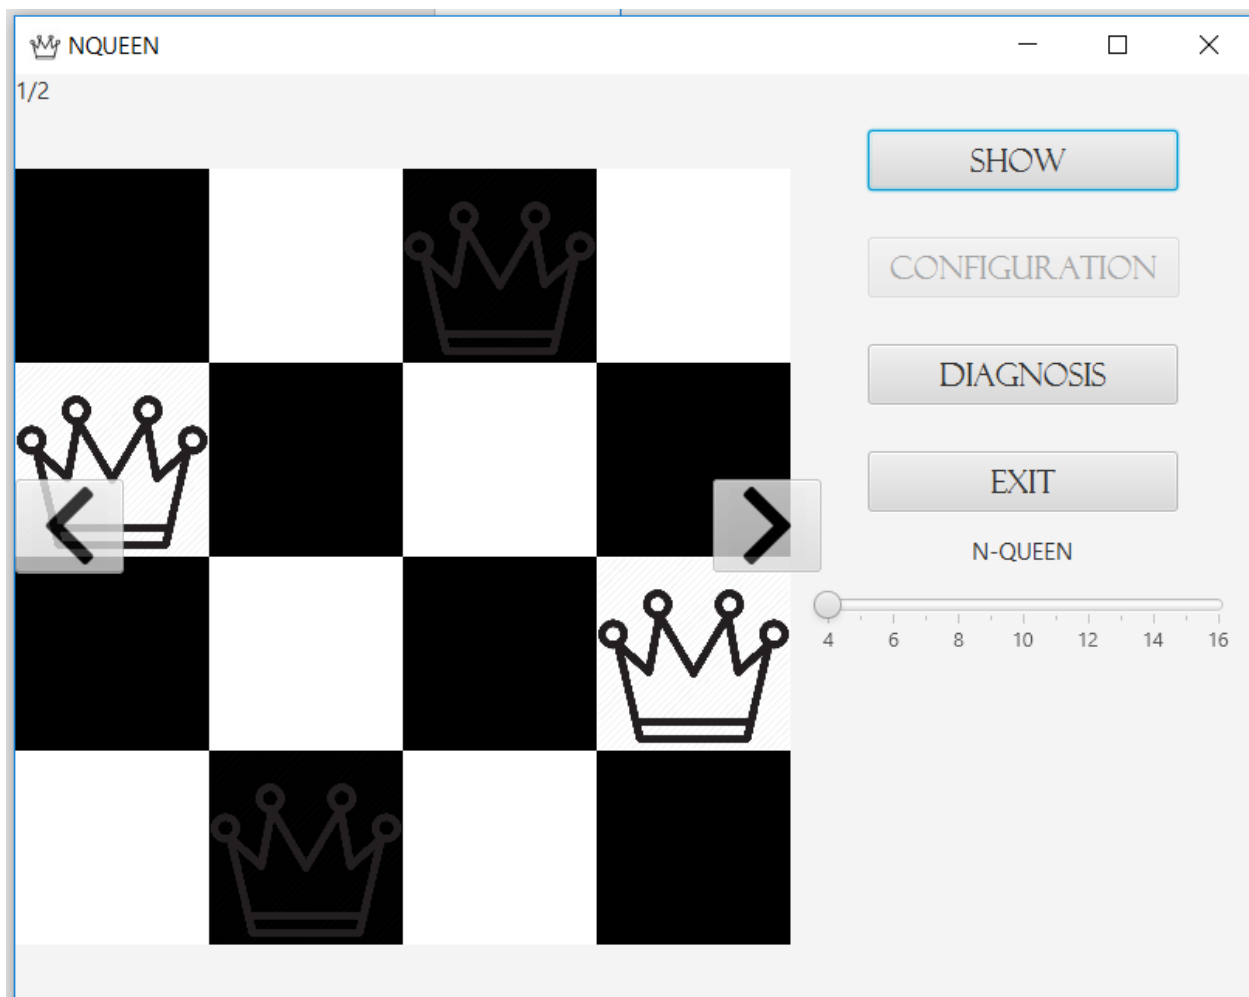 NQUEEN
1/2
SHOW
CONFIGURATION
DIAGNOSIS
EXIT
N-QUEEN
4 6 8 10 12 14 16